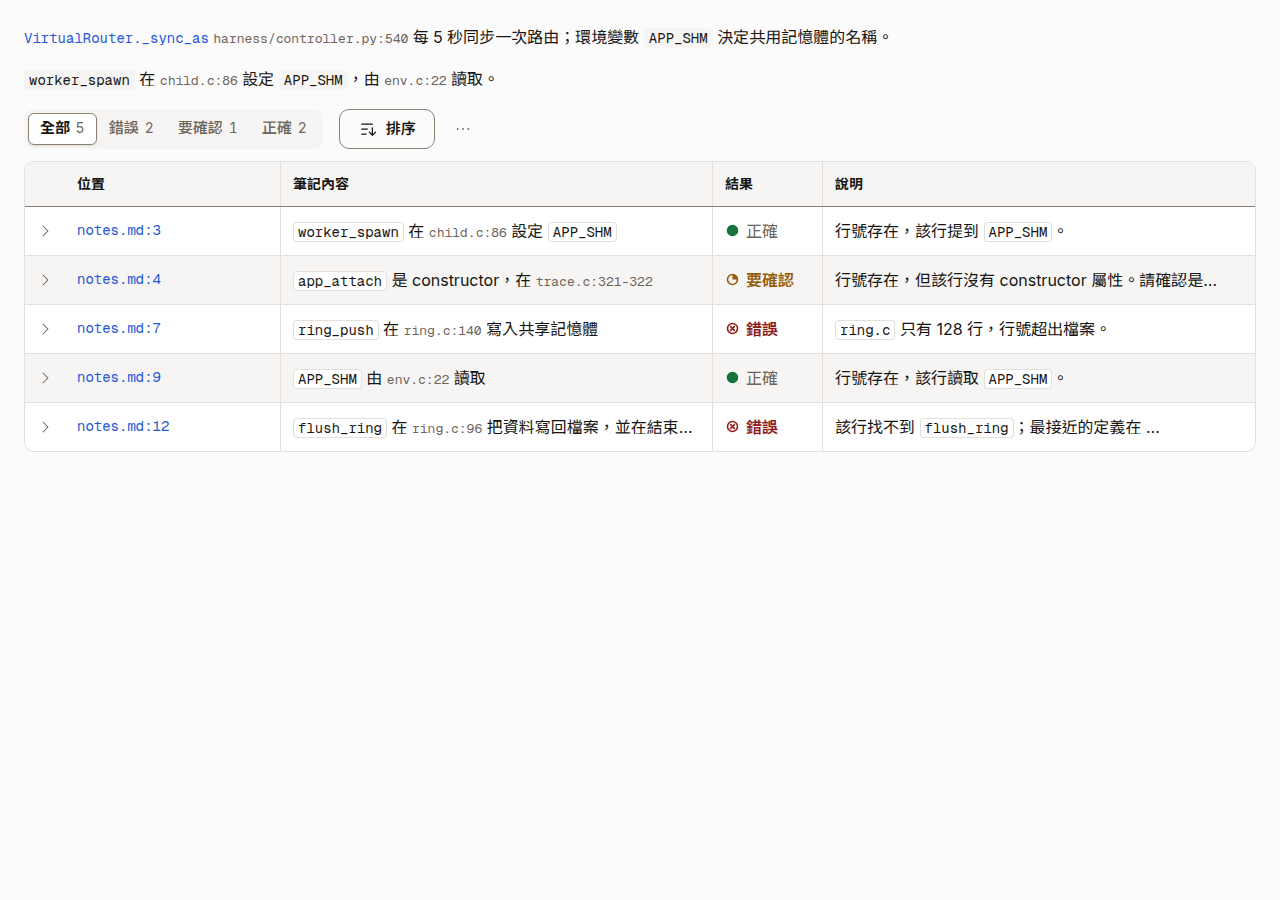 VirtualRouter._sync_as harness/controller.py:540 每 5 秒同步一次路由；環境變數 APP_SHM 決定共用記憶體的名稱。
worker_spawn 在 child.c:86 設定 APP_SHM，由 env.c:22 讀取。
全部 5 錯誤 2 要確認 1 正確 2 排序 ···
位置 筆記內容 結果 說明
notes.md:3 worker_spawn 在 child.c:86 設定 APP_SHM 正確 行號存在，該行提到 APP_SHM。
notes.md:4 app_attach 是 constructor，在 trace.c:321-322 要確認 行號存在，但該行沒有 constructor 屬性。請確認是…
notes.md:7 ring_push 在 ring.c:140 寫入共享記憶體 錯誤 ring.c 只有 128 行，行號超出檔案。
notes.md:9 APP_SHM 由 env.c:22 讀取 正確 行號存在，該行讀取 APP_SHM。
notes.md:12 flush_ring 在 ring.c:96 把資料寫回檔案，並在結束… 錯誤 該行找不到 flush_ring；最接近的定義在 …